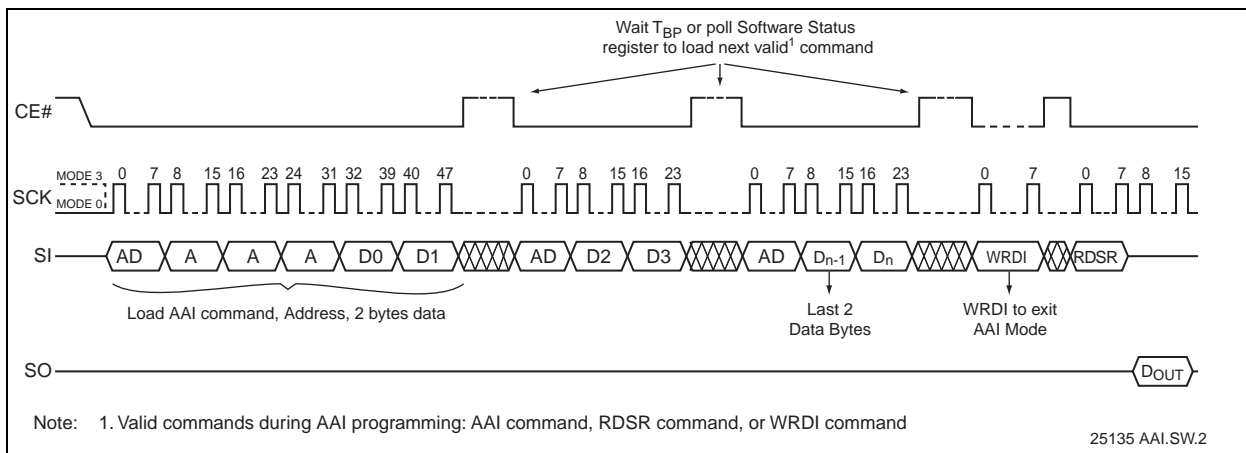 Wait TBP or poll Software Status
register to load next valid1 command
CE#
MODE 3
MODE 0
SCK
0 7 8 15 16 23 24 31 32 39 40 47 0 7 8 15 16 23 0 7 8 15 16 23 0 7 0 7 8 15
SI
AD A A A D0 D1 AD D2 D3 AD Dn-1 Dn WRDI RDSR
Load AAI command, Address, 2 bytes data
Last 2
Data Bytes
WRDI to exit
AAI Mode
SO
DOUT
Note: 1. Valid commands during AAI programming: AAI command, RDSR command, or WRDI command
25135 AAI.SW.2